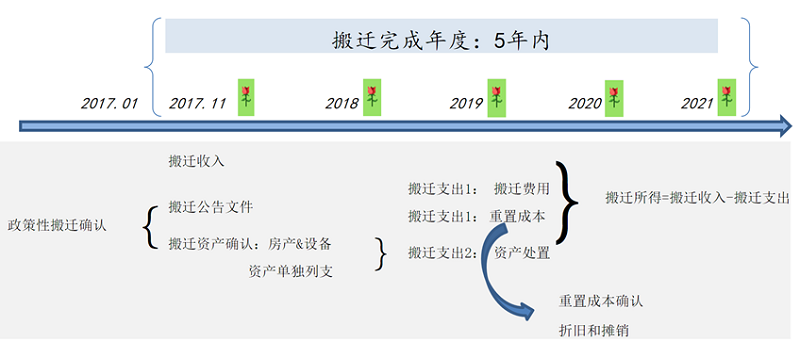 搬迁完成年度：5年内
2017.01
2017.11
2018
2019
2020
2021
搬迁收入
政策性搬迁确认
搬迁公告文件
搬迁资产确认：房产&设备
资产单独列支
搬迁支出1： 搬迁费用
搬迁支出1： 重置成本
搬迁支出2： 资产处置
搬迁所得=搬迁收入-搬迁支出
重置成本确认
折旧和摊销